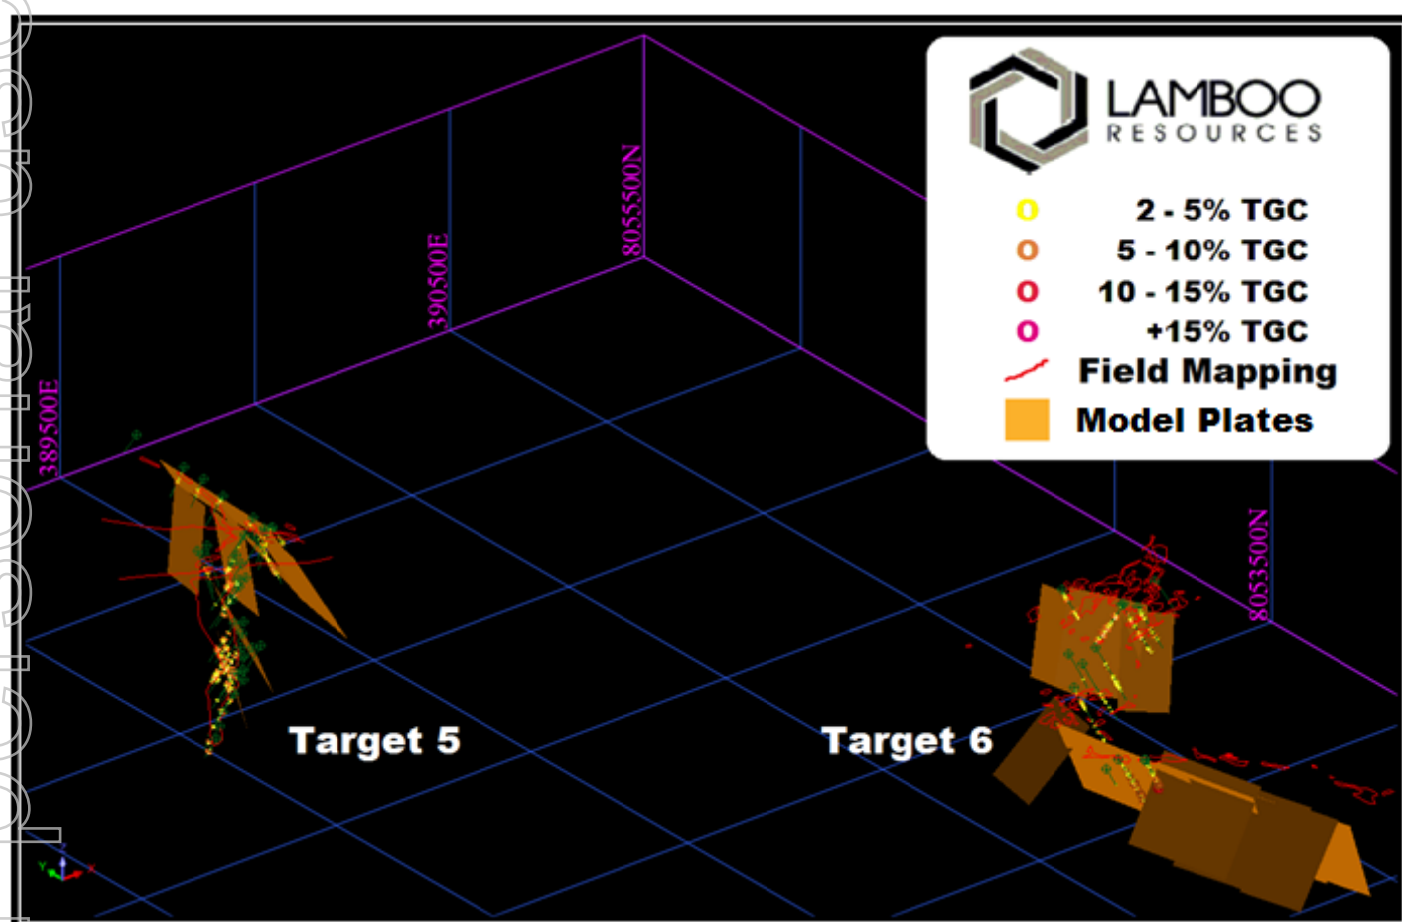 LAMBOO
RESOURCES
2 - 5% TGC
5 - 10% TGC
10 - 15% TGC
+15% TGC
Field Mapping
Model Plates
8055500N
390500E
389500E
8053500N
Target 5
Target 6
Z
Y
X